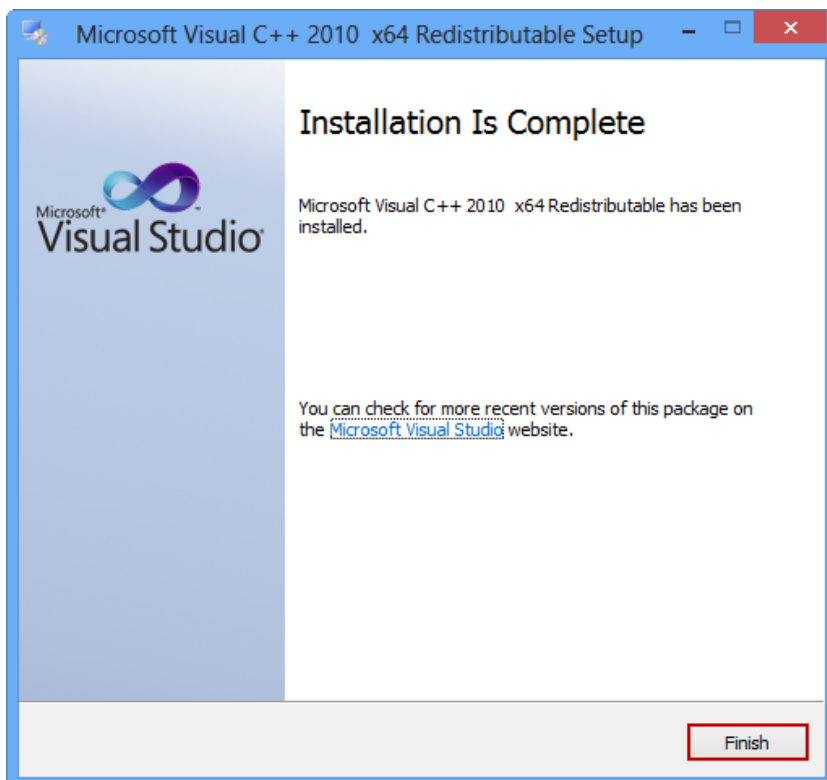 Microsoft Visual C++ 2010  x64 Redistributable Setup
Installation Is Complete
Microsoft®
Visual Studio®
Microsoft Visual C++ 2010  x64 Redistributable has been
installed.
You can check for more recent versions of this package on
the Microsoft Visual Studio website.
Finish